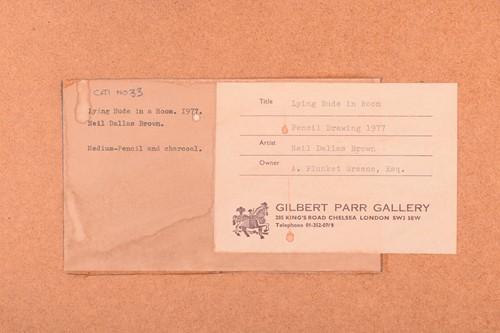 CAT NO 33
Lying Nude in a Room. 1977.
Neil Dallas Brown.
Medium-Pencil and charcoal.
Title Lying Nude in Room
Pencil Drawing 1977
Artist Neil Dallas Brown
Owner A. Plunket Greene, Esq.
GILBERT PARR GALLERY
285 KING'S ROAD CHELSEA LONDON SW3 5EW
Telephone 01-352-0768